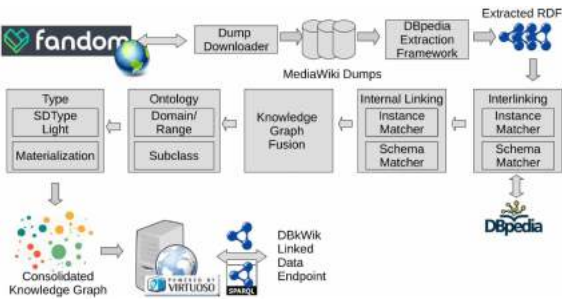 fandom
Dump
Downloader
MediaWiki Dumps
DBpedia
Extraction
Framework
Extracted RDF
Type
SDType
Light
Materialization
Ontology
Domain/
Range
Subclass
Knowledge
Graph
Fusion
Internal Linking
Instance
Matcher
Schema
Matcher
Interlinking
Instance
Matcher
Schema
Matcher
DBpedia
Consolidated
Knowledge Graph
POWERED BY
VIRTUOSO
SPARQL
DBkWik
Linked
Data
Endpoint